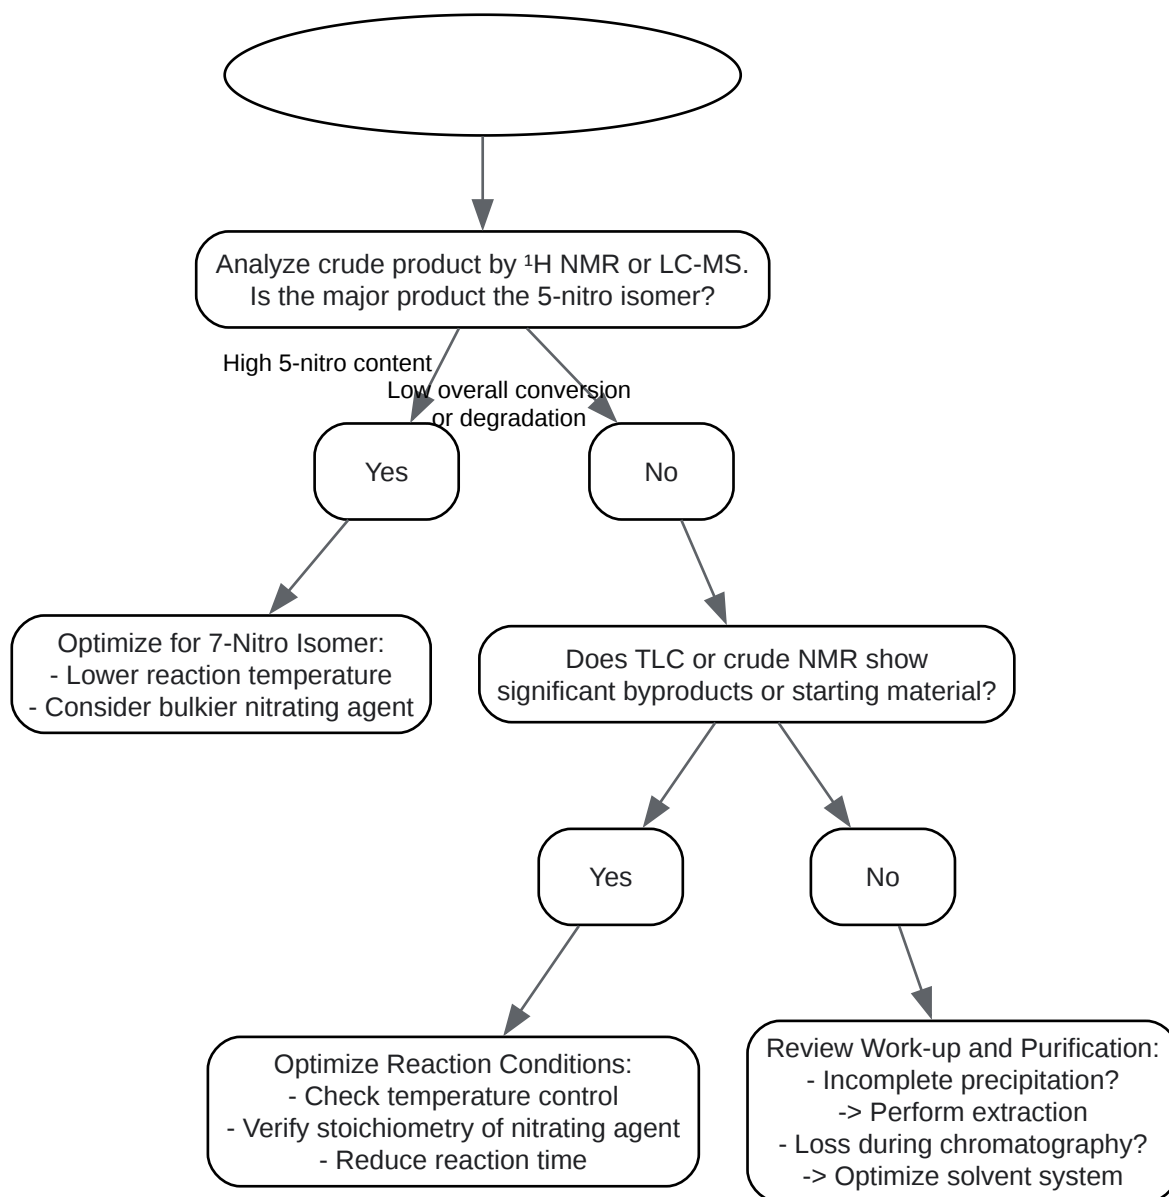 Analyze crude product by ¹H NMR or LC-MS.
Is the major product the 5-nitro isomer?
High 5-nitro content
Low overall conversion
or degradation
Yes
No
Optimize for 7-Nitro Isomer:
- Lower reaction temperature
- Consider bulkier nitrating agent
Does TLC or crude NMR show
significant byproducts or starting material?
Yes
No
Optimize Reaction Conditions:
- Check temperature control
- Verify stoichiometry of nitrating agent
- Reduce reaction time
Review Work-up and Purification:
- Incomplete precipitation?
-> Perform extraction
- Loss during chromatography?
-> Optimize solvent system